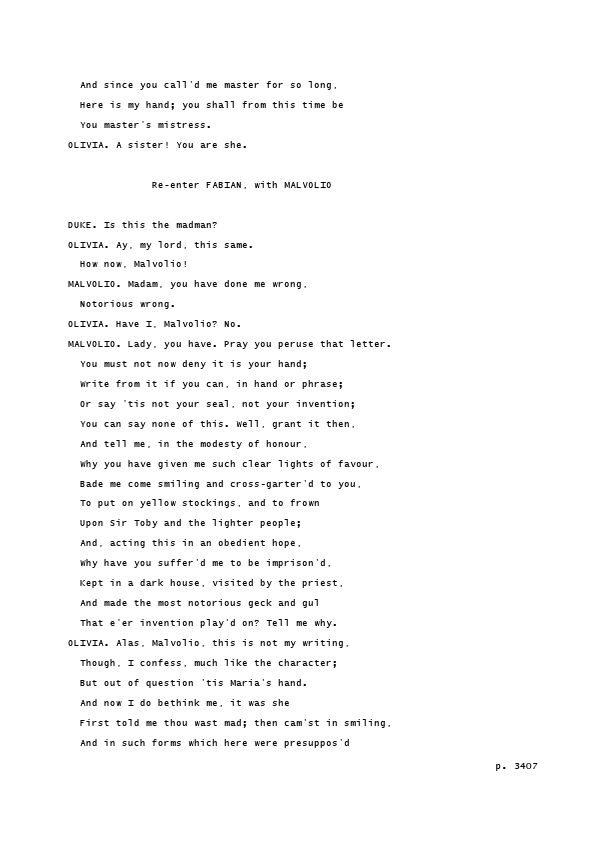 And since you call'd me master for so long,
Here is my hand; you shall from this time be
You master's mistress.
OLIVIA. A sister! You are she.
Re-enter FABIAN, with MALVOLIO
DUKE. Is this the madman?
OLIVIA. Ay, my lord, this same.
How now, Malvolio!
MALVOLIO. Madam, you have done me wrong,
Notorious wrong.
OLIVIA. Have I, Malvolio? No.
MALVOLIO. Lady, you have. Pray you peruse that letter.
You must not now deny it is your hand;
Write from it if you can, in hand or phrase;
Or say 'tis not your seal, not your invention;
You can say none of this. Well, grant it then,
And tell me, in the modesty of honour,
Why you have given me such clear lights of favour,
Bade me come smiling and cross-garter'd to you,
To put on yellow stockings, and to frown
Upon Sir Toby and the lighter people;
And, acting this in an obedient hope,
Why have you suffer'd me to be imprison'd,
Kept in a dark house, visited by the priest,
And made the most notorious geck and gul
That e'er invention play'd on? Tell me why.
OLIVIA. Alas, Malvolio, this is not my writing,
Though, I confess, much like the character;
But out of question 'tis Maria's hand.
And now I do bethink me, it was she
First told me thou wast mad; then cam'st in smiling,
And in such forms which here were presuppos'd
p. 3407